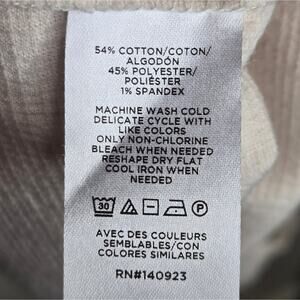 54% COTTON/COTON/
ALGODÓN
45% POLYESTER/
POLIÉSTER
1% SPANDEX
MACHINE WASH COLD
DELICATE CYCLE WITH
LIKE COLORS
ONLY NON-CHLORINE
BLEACH WHEN NEEDED
RESHAPE DRY FLAT
COOL IRON WHEN
NEEDED
30 P
AVEC DES COULEURS
SEMBLABLES/CON
COLORES SIMILARES
RN#140923